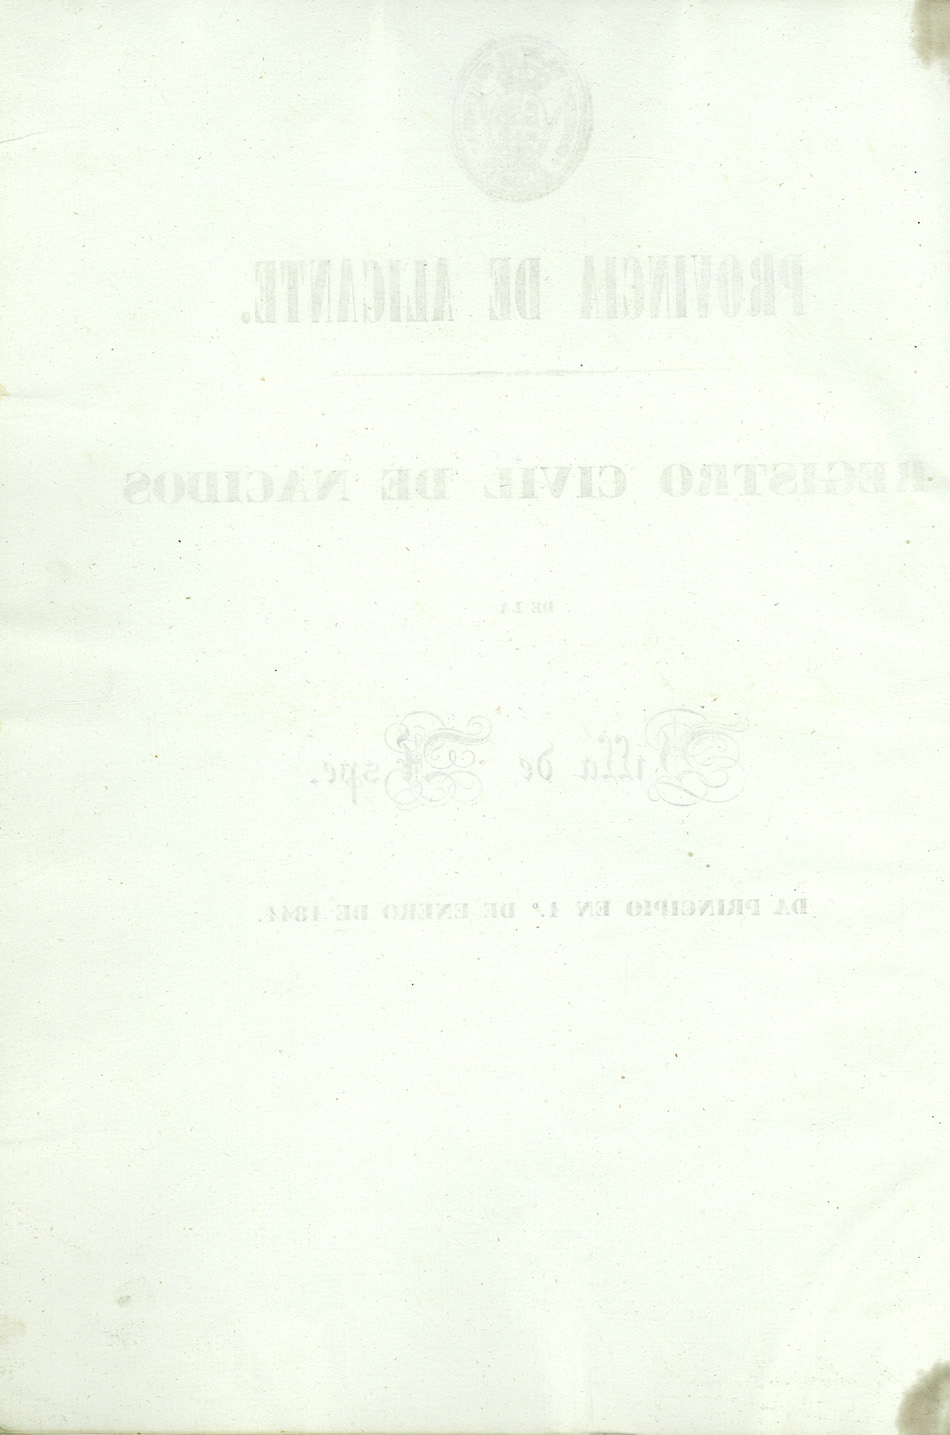 PROVINCIA DE ALICANTE.
REGISTRO CIVIL DE NACIDOS
DE LA
Villa de Aspe.
DA PRINCIPIO EN 1.º DE ENERO DE 1841.